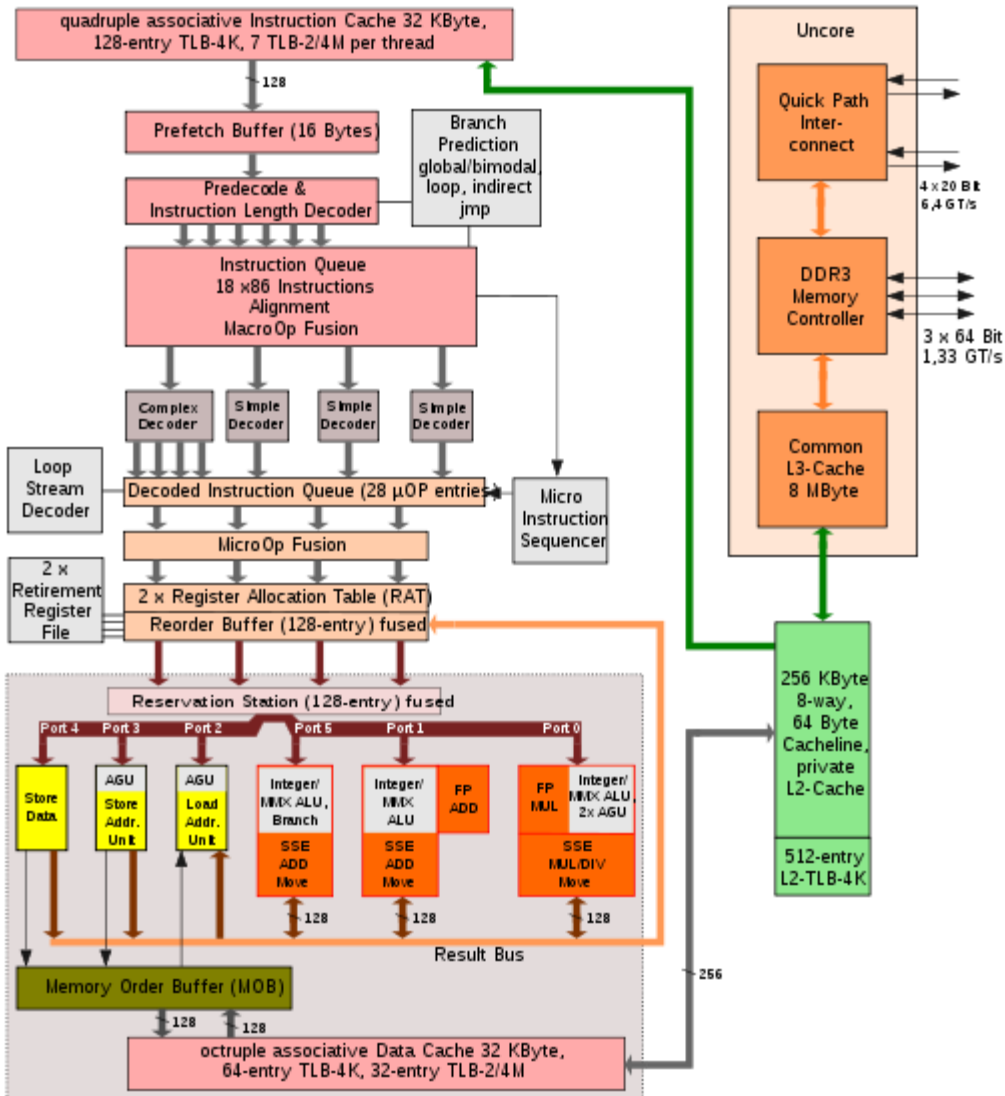 quadruple associative Instruction Cache 32 KByte,
128-entry TLB-4K, 7 TLB-2/4M per thread
128
Prefetch Buffer (16 Bytes)
Predecode &
Instruction Length Decoder
Branch
Prediction
global/bimodal,
loop, indirect
jmp
Instruction Queue
18 x86 Instructions
Alignment
MacroOp Fusion
Complex
Decoder
Simple
Decoder
Simple
Decoder
Simple
Decoder
Loop
Stream
Decoder
Decoded Instruction Queue (28 µOP entries)
Micro
Instruction
Sequencer
MicroOp Fusion
2 x
Retirement
Register
File
2 x Register Allocation Table (RAT)
Reorder Buffer (128-entry) fused
Reservation Station (128-entry) fused
Port 4
Port 3
Port 2
Port 5
Port 1
Port 0
Store
Data
AGU
Store
Addr.
Unit
AGU
Load
Addr.
Unit
Integer/
MMX ALU,
Branch
SSE
ADD
Move
Integer/
MMX
ALU
SSE
ADD
Move
FP
ADD
FP
MUL
Integer/
MMX ALU,
2x AGU
SSE
MUL/DIV
Move
128
128
128
Result Bus
Memory Order Buffer (MOB)
128
128
octruple associative Data Cache 32 KByte,
64-entry TLB-4K, 32-entry TLB-2/4M
256
Uncore
Quick Path
Inter-
connect
4 x 20 Bit
6,4 GT/s
DDR3
Memory
Controller
3 x 64 Bit
1,33 GT/s
Common
L3-Cache
8 MByte
256 KByte
8-way,
64 Byte
Cacheline,
private
L2-Cache
512-entry
L2-TLB-4K